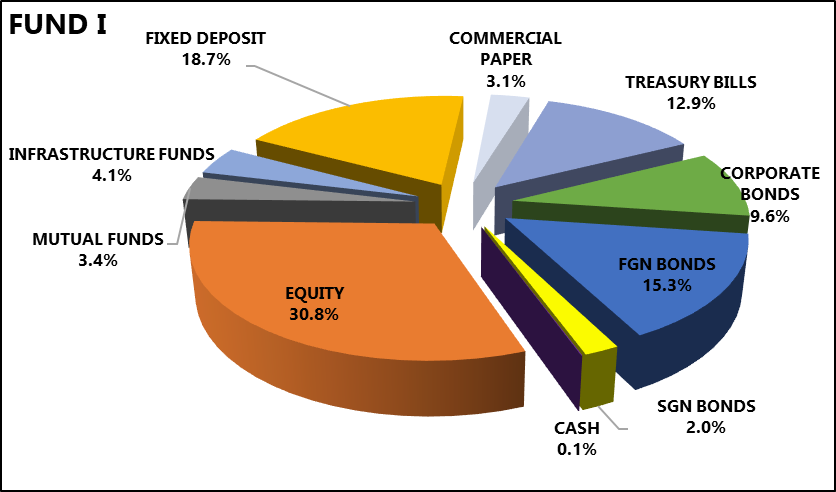 FUND I
FIXED DEPOSIT
18.7%
COMMERCIAL
PAPER
3.1%
TREASURY BILLS
12.9%
INFRASTRUCTURE FUNDS
4.1%
CORPORATE
BONDS
9.6%
MUTUAL FUNDS
3.4%
FGN BONDS
15.3%
EQUITY
30.8%
SGN BONDS
2.0%
CASH
0.1%